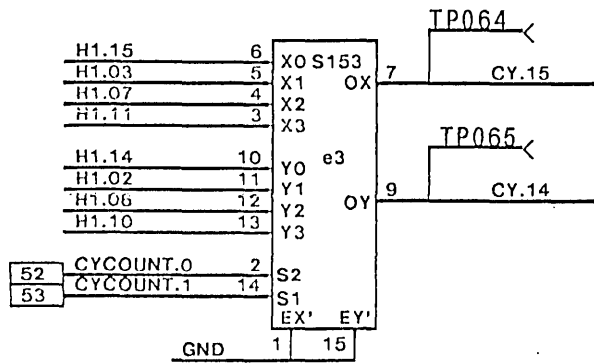 TP064
H1.15 6 X0 S153
H1.03 5 X1 OX 7 CY.15
H1.07 4 X2
H1.11 3 X3
TP065
e3
H1.14 10 Y0
H1.02 11 Y1
H1.06 12 Y2 OY 9 CY.14
H1.10 13 Y3
52 CYCOUNT.0 2 S2
53 CYCOUNT.1 14 S1
EX' EY'
GND 1 15